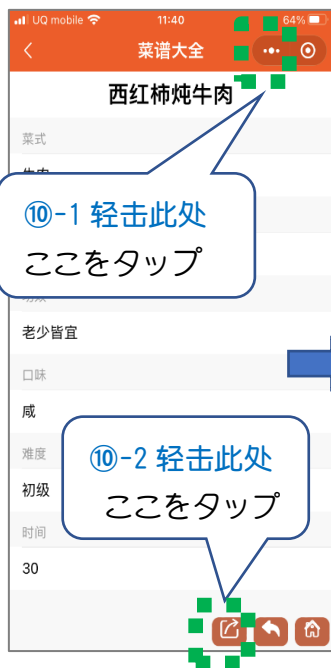 UQ mobile 11:40 64%
菜谱大全
西红柿炖牛肉
菜式
⑩-1 轻击此处
ここをタップ
老少皆宜
口味
咸
难度
初级
⑩-2 轻击此处
ここをタップ
时间
30